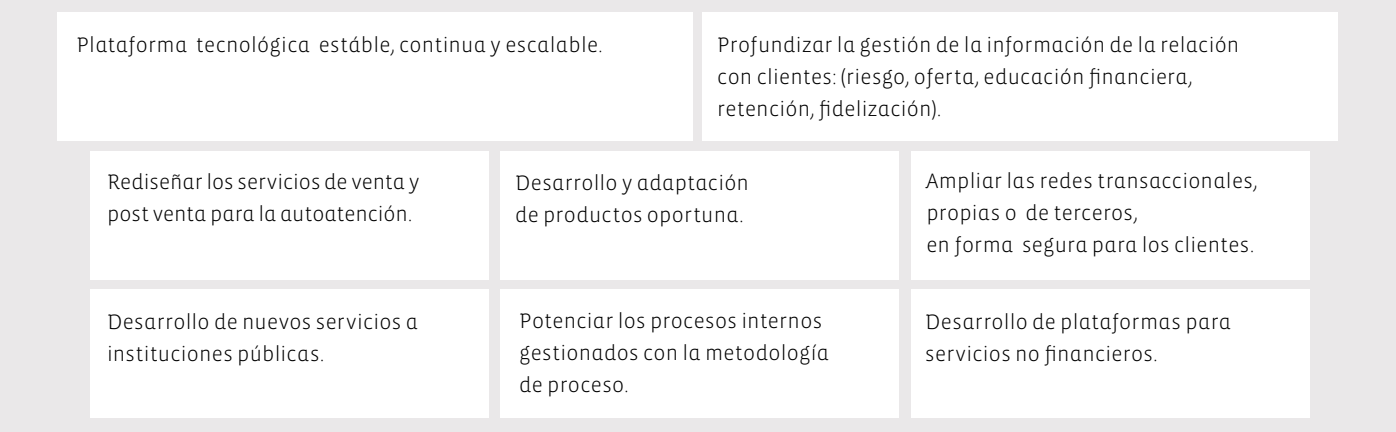 Plataforma tecnológica estáble, continua y escalable.
Profundizar la gestión de la información de la relación
con clientes: (riesgo, oferta, educación financiera,
retención, fidelización).
Rediseñar los servicios de venta y
post venta para la autoatención.
Desarrollo y adaptación
de productos oportuna.
Ampliar las redes transaccionales,
propias o de terceros,
en forma segura para los clientes.
Desarrollo de nuevos servicios a
instituciones públicas.
Potenciar los procesos internos
gestionados con la metodología
de proceso.
Desarrollo de plataformas para
servicios no financieros.